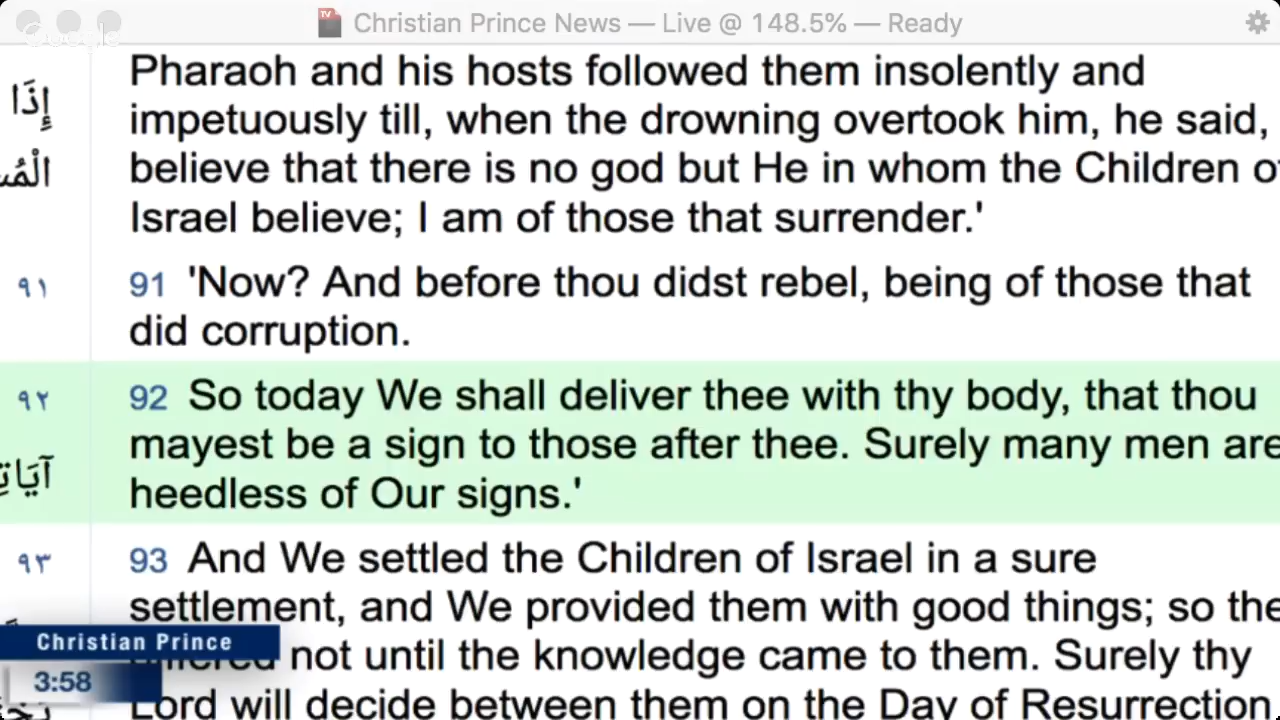 Christian Prince News — Live @ 148.5% — Ready
Google
Pharaoh and his hosts followed them insolently and
إِذَا
impetuously till, when the drowning overtook him, he said,
believe that there is no god but He in whom the Children of
Israel believe; I am of those that surrender.'
٩١
91 'Now? And before thou didst rebel, being of those that
did corruption.
٩٢
92 So today We shall deliver thee with thy body, that thou
mayest be a sign to those after thee. Surely many men are
heedless of Our signs.'
٩٣
93 And We settled the Children of Israel in a sure
settlement, and We provided them with good things; so the
not until the knowledge came to them. Surely thy
Lord will decide between them on the Day of Resurrection
Christian Prince
3:58